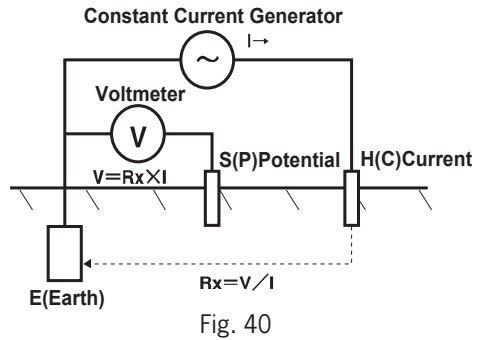 Constant Current Generator
I→
~
Voltmeter
V
V=Rx×I
S(P)Potential
H(C)Current
Rx=V/I
E(Earth)
Fig. 40